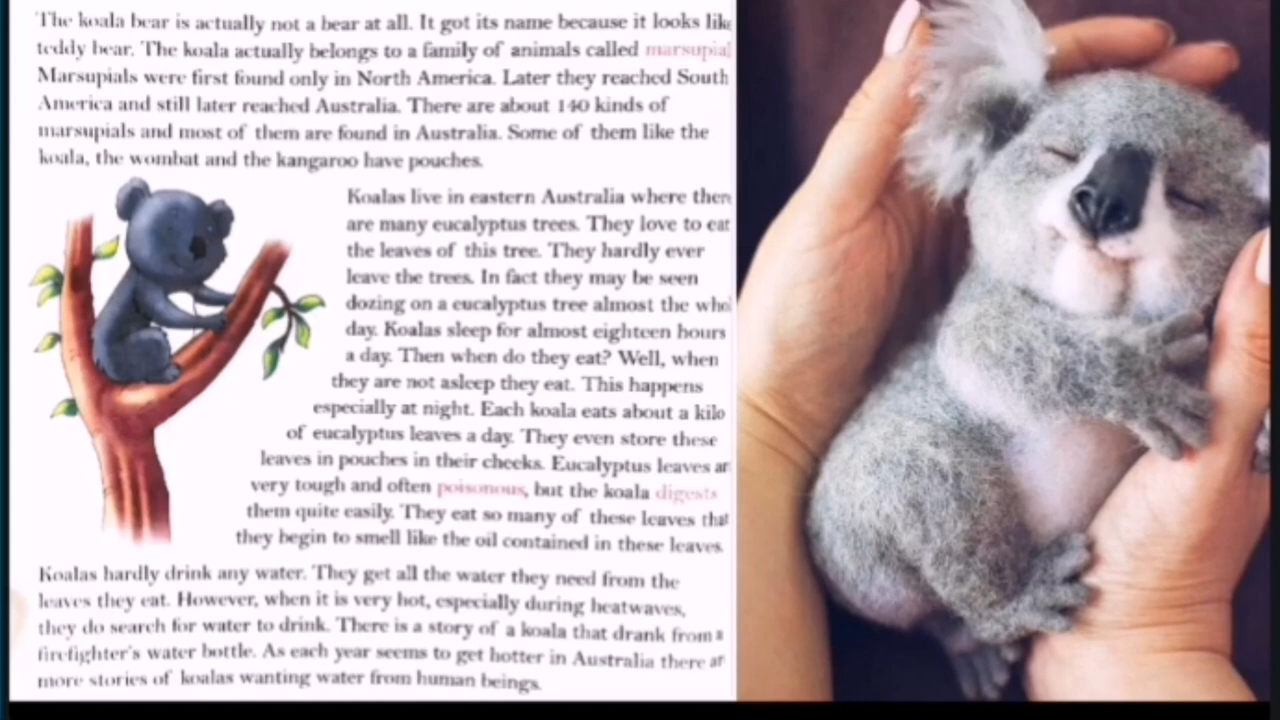 The koala bear is actually not a bear at all. It got its name because it looks like
teddy bear. The koala actually belongs to a family of animals called marsupial
Marsupials were first found only in North America. Later they reached South
America and still later reached Australia. There are about 140 kinds of
marsupials and most of them are found in Australia. Some of them like the
koala, the wombat and the kangaroo have pouches.
Koalas live in eastern Australia where there
are many eucalyptus trees. They love to eat
the leaves of this tree. They hardly ever
leave the trees. In fact they may be seen
dozing on a eucalyptus tree almost the whol
day. Koalas sleep for almost eighteen hours
a day. Then when do they eat? Well, when
they are not asleep they eat. This happens
especially at night. Each koala eats about a kilo
of eucalyptus leaves a day. They even store these
leaves in pouches in their cheeks. Eucalyptus leaves ar
very tough and often poisonous, but the koala digests
them quite easily. They eat so many of these leaves that
they begin to smell like the oil contained in these leaves.
Koalas hardly drink any water. They get all the water they need from the
leaves they eat. However, when it is very hot, especially during heatwaves,
they do search for water to drink. There is a story of a koala that drank from a
firefighter's water bottle. As each year seems to get hotter in Australia there ar
more stories of koalas wanting water from human beings.